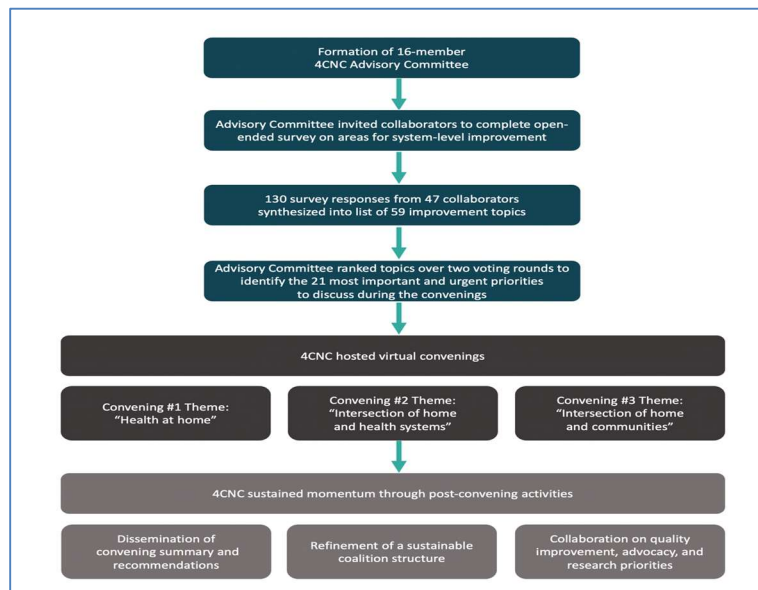 Formation of 16-member
4CNC Advisory Committee
Advisory Committee invited collaborators to complete open-
ended survey on areas for system-level improvement
130 survey responses from 47 collaborators
synthesized into list of 59 improvement topics
Advisory Committee ranked topics over two voting rounds to
identify the 21 most important and urgent priorities
to discuss during the convenings
4CNC hosted virtual convenings
Convening #1 Theme:
“Health at home”
Convening #2 Theme:
“Intersection of home
and health systems”
Convening #3 Theme:
“Intersection of home
and communities”
4CNC sustained momentum through post-convening activities
Dissemination of
convening summary and
recommendations
Refinement of a sustainable
coalition structure
Collaboration on quality
improvement, advocacy, and
research priorities